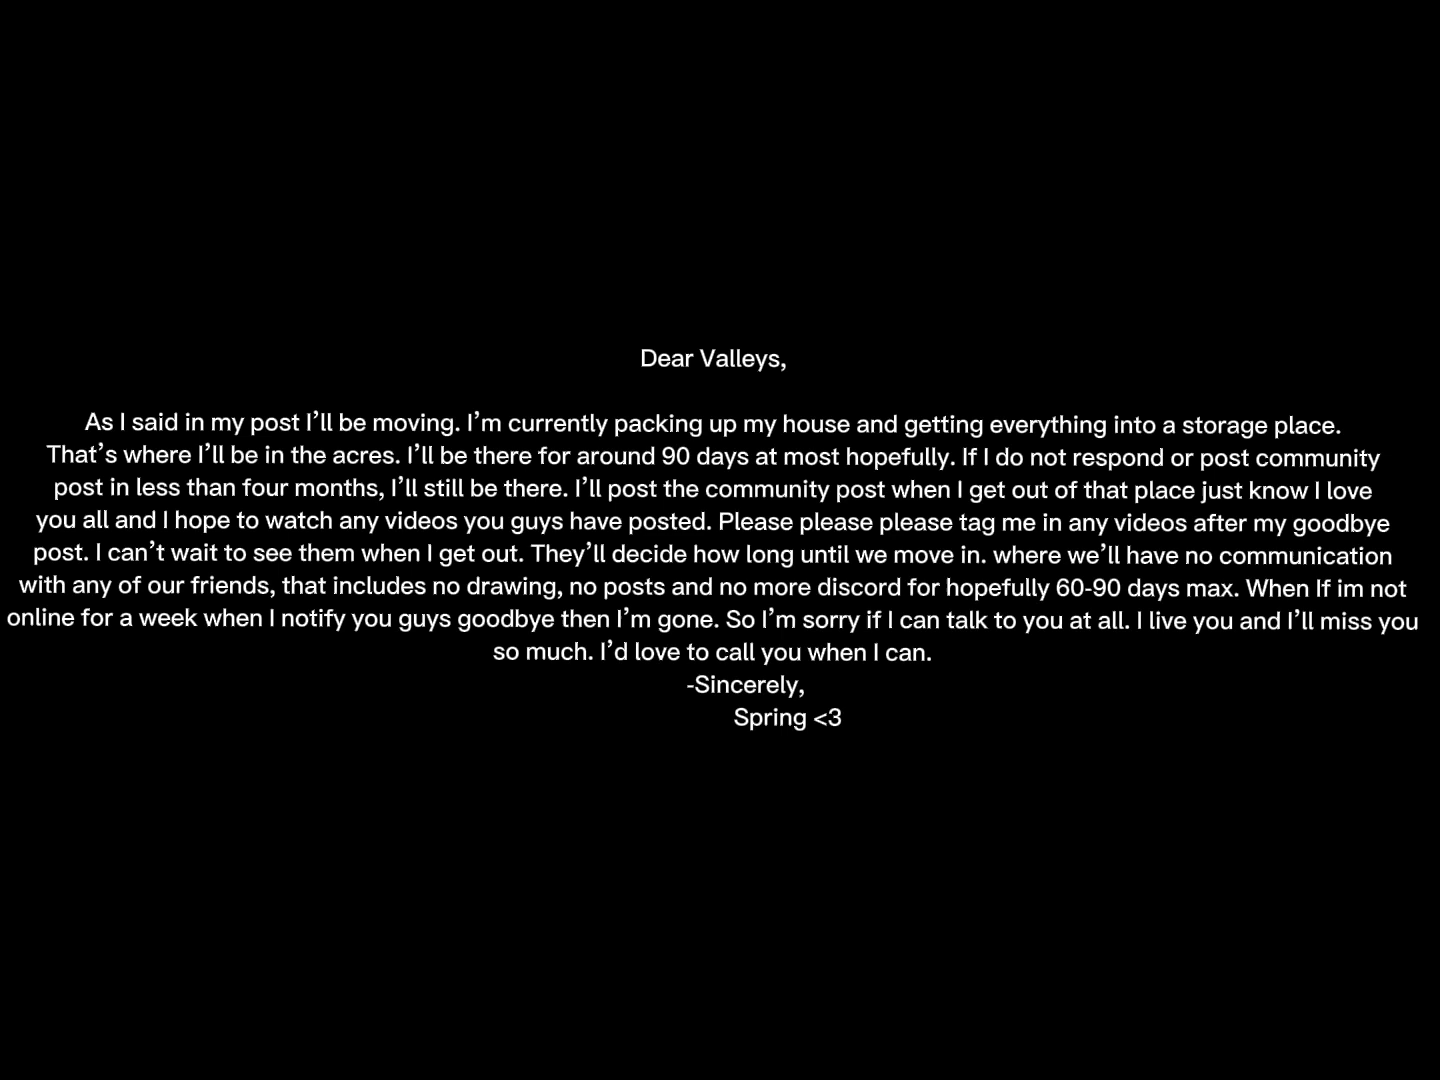 Dear Valleys,
As I said in my post I’ll be moving. I’m currently packing up my house and getting everything into a storage place.
That’s where I’ll be in the acres. I’ll be there for around 90 days at most hopefully. If I do not respond or post community
post in less than four months, I’ll still be there. I’ll post the community post when I get out of that place just know I love
you all and I hope to watch any videos you guys have posted. Please please please tag me in any videos after my goodbye
post. I can’t wait to see them when I get out. They’ll decide how long until we move in. where we’ll have no communication
with any of our friends, that includes no drawing, no posts and no more discord for hopefully 60-90 days max. When If im not
online for a week when I notify you guys goodbye then I’m gone. So I’m sorry if I can talk to you at all. I live you and I’ll miss you
so much. I’d love to call you when I can.
-Sincerely,
Spring <3